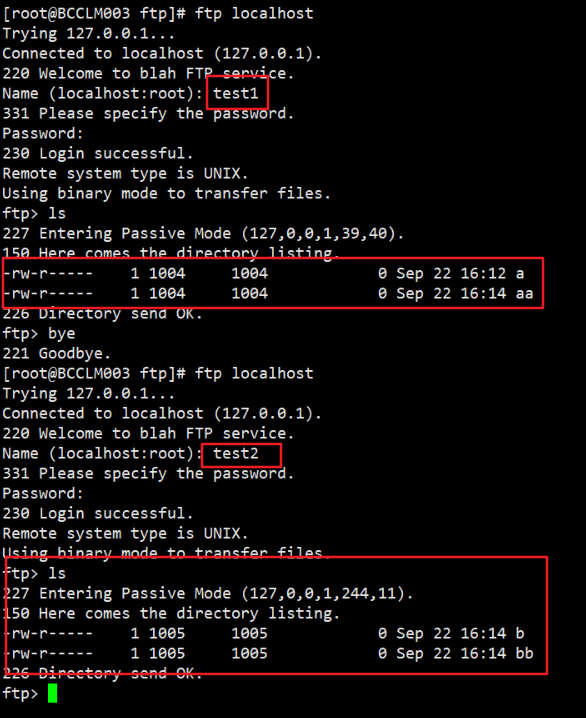 [root@BCCLM003 ftp]# ftp localhost
Trying 127.0.0.1...
Connected to localhost (127.0.0.1).
220 Welcome to blah FTP service.
Name (localhost:root): test1
331 Please specify the password.
Password:
230 Login successful.
Remote system type is UNIX.
Using binary mode to transfer files.
ftp> ls
227 Entering Passive Mode (127,0,0,1,39,40).
150 Here comes the directory listing.
-rw-r-----    1 1004     1004            0 Sep 22 16:12 a
-rw-r-----    1 1004     1004            0 Sep 22 16:14 aa
226 Directory send OK.
ftp> bye
221 Goodbye.
[root@BCCLM003 ftp]# ftp localhost
Trying 127.0.0.1...
Connected to localhost (127.0.0.1).
220 Welcome to blah FTP service.
Name (localhost:root): test2
331 Please specify the password.
Password:
230 Login successful.
Remote system type is UNIX.
Using binary mode to transfer files.
ftp> ls
227 Entering Passive Mode (127,0,0,1,244,11).
150 Here comes the directory listing.
-rw-r-----    1 1005     1005            0 Sep 22 16:14 b
-rw-r-----    1 1005     1005            0 Sep 22 16:14 bb
226 Directory send OK.
ftp>